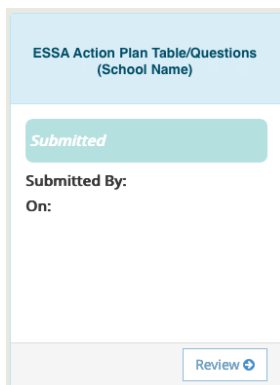 ESSA Action Plan Table/Questions
(School Name)
Submitted
Submitted By:
On:
Review